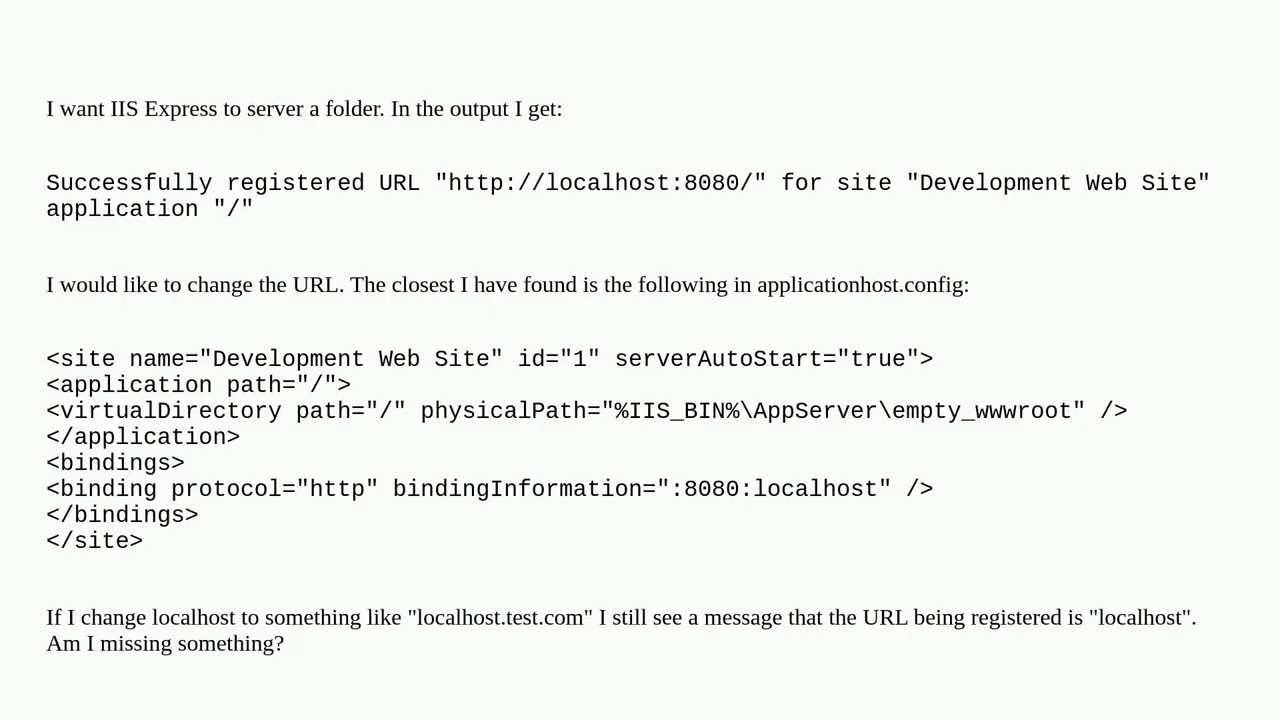 I want IIS Express to server a folder. In the output I get:
Successfully registered URL "http://localhost:8080/" for site "Development Web Site"
application "/"
I would like to change the URL. The closest I have found is the following in applicationhost.config:
<site name="Development Web Site" id="1" serverAutoStart="true">
<application path="/">
<virtualDirectory path="/" physicalPath="%IIS_BIN%\AppServer\empty_wwwroot" />
</application>
<bindings>
<binding protocol="http" bindingInformation=":8080:localhost" />
</bindings>
</site>
If I change localhost to something like "localhost.test.com" I still see a message that the URL being registered is "localhost".
Am I missing something?